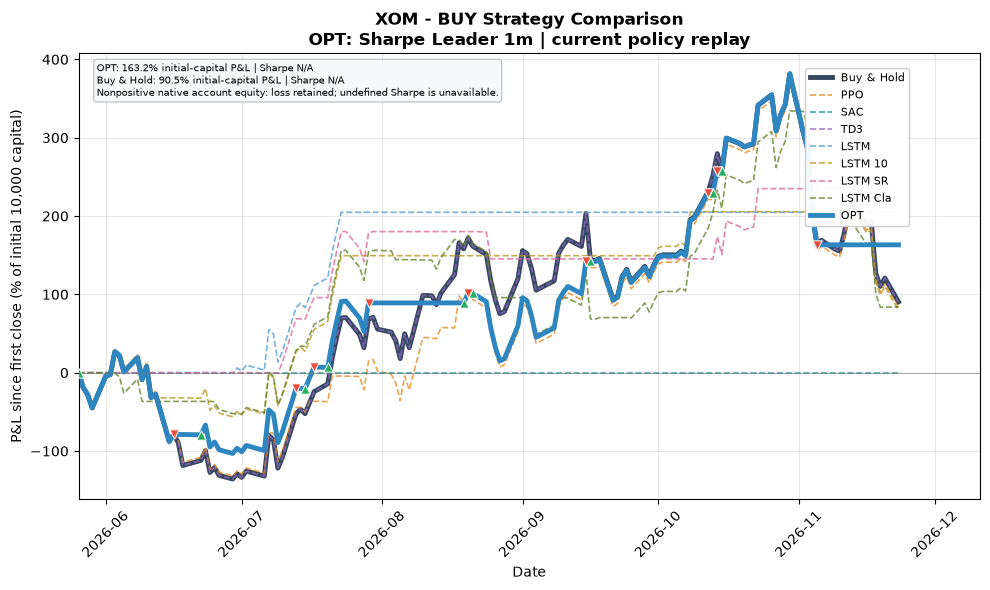 XOM - BUY Strategy Comparison
OPT: Sharpe Leader 1m | current policy replay
OPT: 163.2% initial-capital P&L | Sharpe N/A
Buy & Hold: 90.5% initial-capital P&L | Sharpe N/A
Nonpositive native account equity: loss retained; undefined Sharpe is unavailable.
Buy & Hold
PPO
SAC
TD3
LSTM
LSTM 10
LSTM SR
LSTM Cla
OPT
P&L since first close (% of initial 10,000 capital)
400
300
200
100
0
−100
2026-06
2026-07
2026-08
2026-09
2026-10
2026-11
2026-12
Date